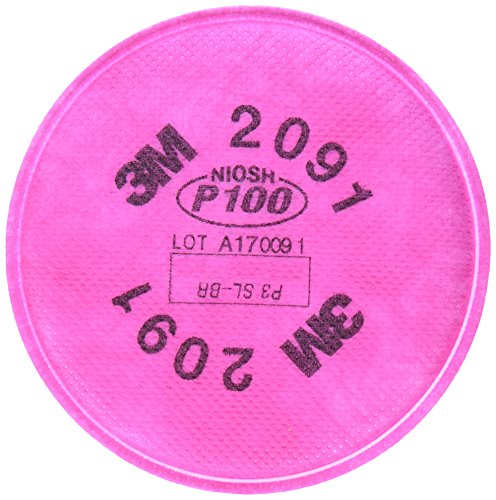 3M 2091
NIOSH
P100
LOT A170091
P3 SL-BR
3M 2091